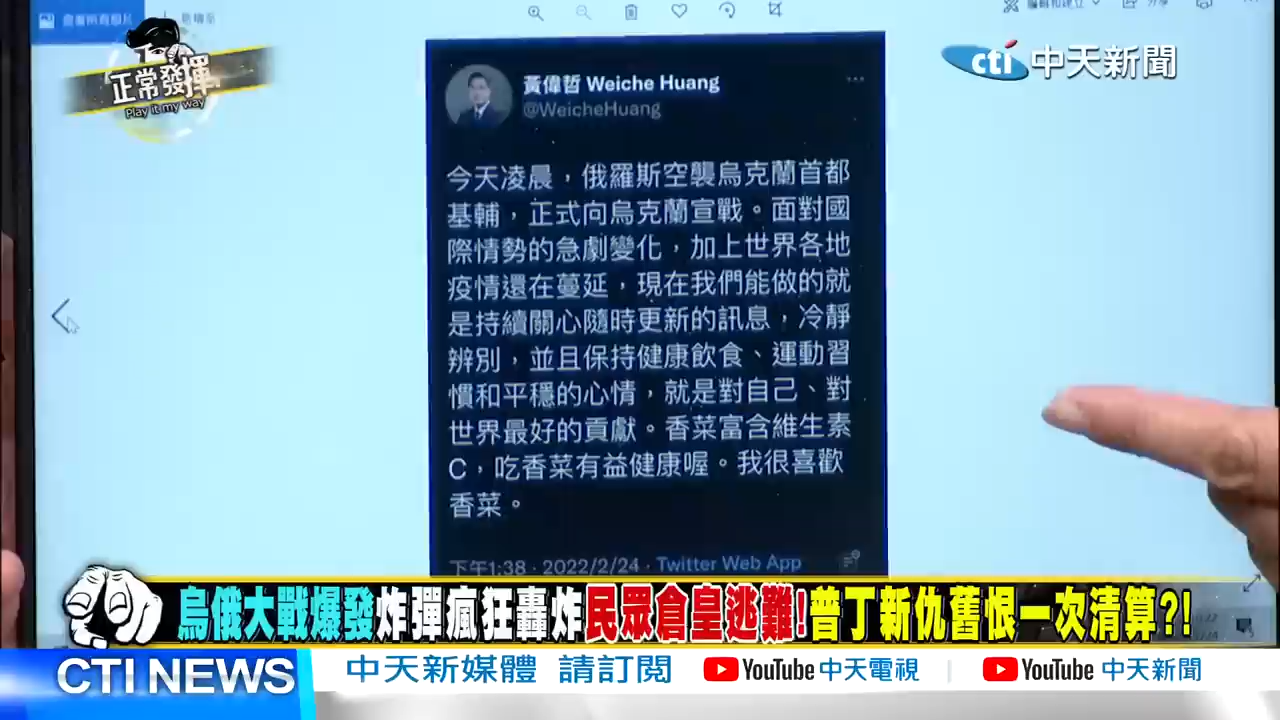 正常發揮
Play it my way
cti 中天新聞
黃偉哲 Weiche Huang
@WeicheHuang
今天凌晨，俄羅斯空襲烏克蘭首都
基輔，正式向烏克蘭宣戰。面對國
際情勢的急劇變化，加上世界各地
疫情還在蔓延，現在我們能做的就
是持續關心隨時更新的訊息，冷靜
辨別，並且保持健康飲食、運動習
慣和平穩的心情，就是對自己、對
世界最好的貢獻。香菜富含維生素
C，吃香菜有益健康喔。我很喜歡
香菜。
下午1:38 · 2022/2/24 · Twitter Web App
烏俄大戰爆發炸彈瘋狂轟炸民眾倉皇逃難!普丁新仇舊恨一次清算?!
CTI NEWS 中天新媒體 請訂閱 YouTube 中天電視 | YouTube 中天新聞